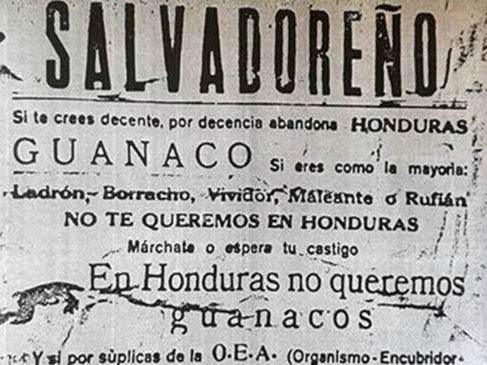 SALVADOREÑO
Si te crees decente, por decencia abandona HONDURAS
GUANACO Si eres como la mayoria:
Ladrón, Borracho, Vividor, Maleante o Rufián
NO TE QUEREMOS EN HONDURAS
Márchate o espera tu castigo
En Honduras no queremos
guanacos
Y si por súplicas de la O.E.A. (Organismo-Encubridor-